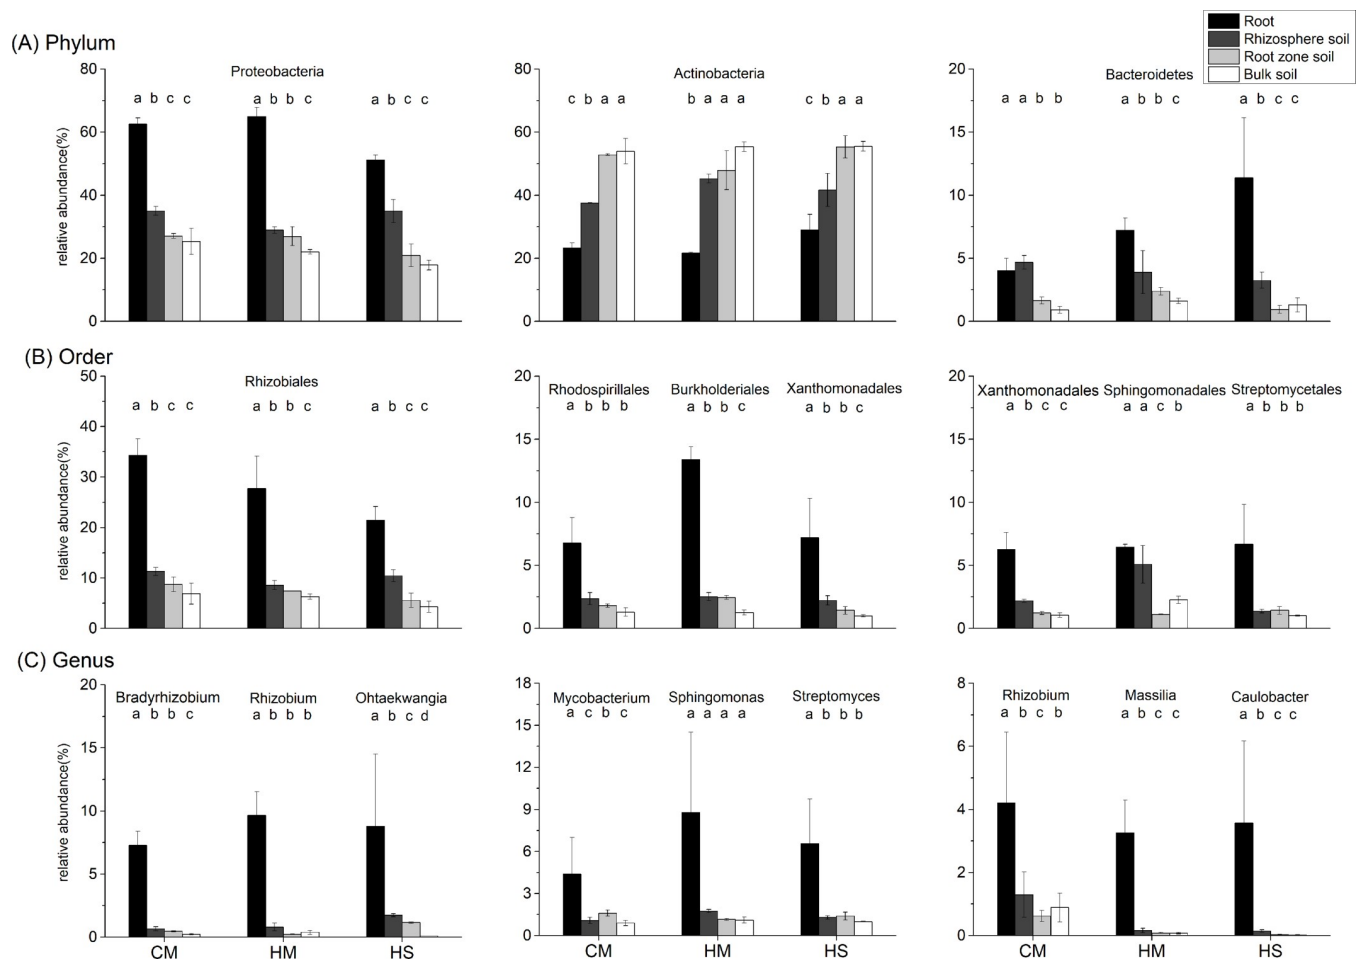 Root
Rhizosphere soil
Root zone soil
Bulk soil
(A) Phylum
Proteobacteria
a b c c
a b b c
a b c c
80
60
40
20
0
relative abundance(%)
Actinobacteria
c b a a
b a a a
c b a a
80
60
40
20
0
Bacteroidetes
a a b b
a b b c
a b c c
20
15
10
5
0
(B) Order
Rhizobiales
a b c c
a b b c
a b c c
50
40
30
20
10
0
relative abundance(%)
Rhodospirillales Burkholderiales Xanthomonadales
a b b b
a b b c
a b b c
20
15
10
5
0
Xanthomonadales Sphingomonadales Streptomycetales
a b c c
a a c b
a b b b
20
15
10
5
0
(C) Genus
Bradyrhizobium Rhizobium Ohtaekwangia
a b b c
a b b b
a b c d
20
15
10
5
0
relative abundance(%)
CM HM HS
Mycobacterium Sphingomonas Streptomyces
a c b c
a a a a
a b b b
18
15
12
9
6
3
0
CM HM HS
Rhizobium Massilia Caulobacter
a b c b
a b c c
a b c c
8
6
4
2
0
CM HM HS